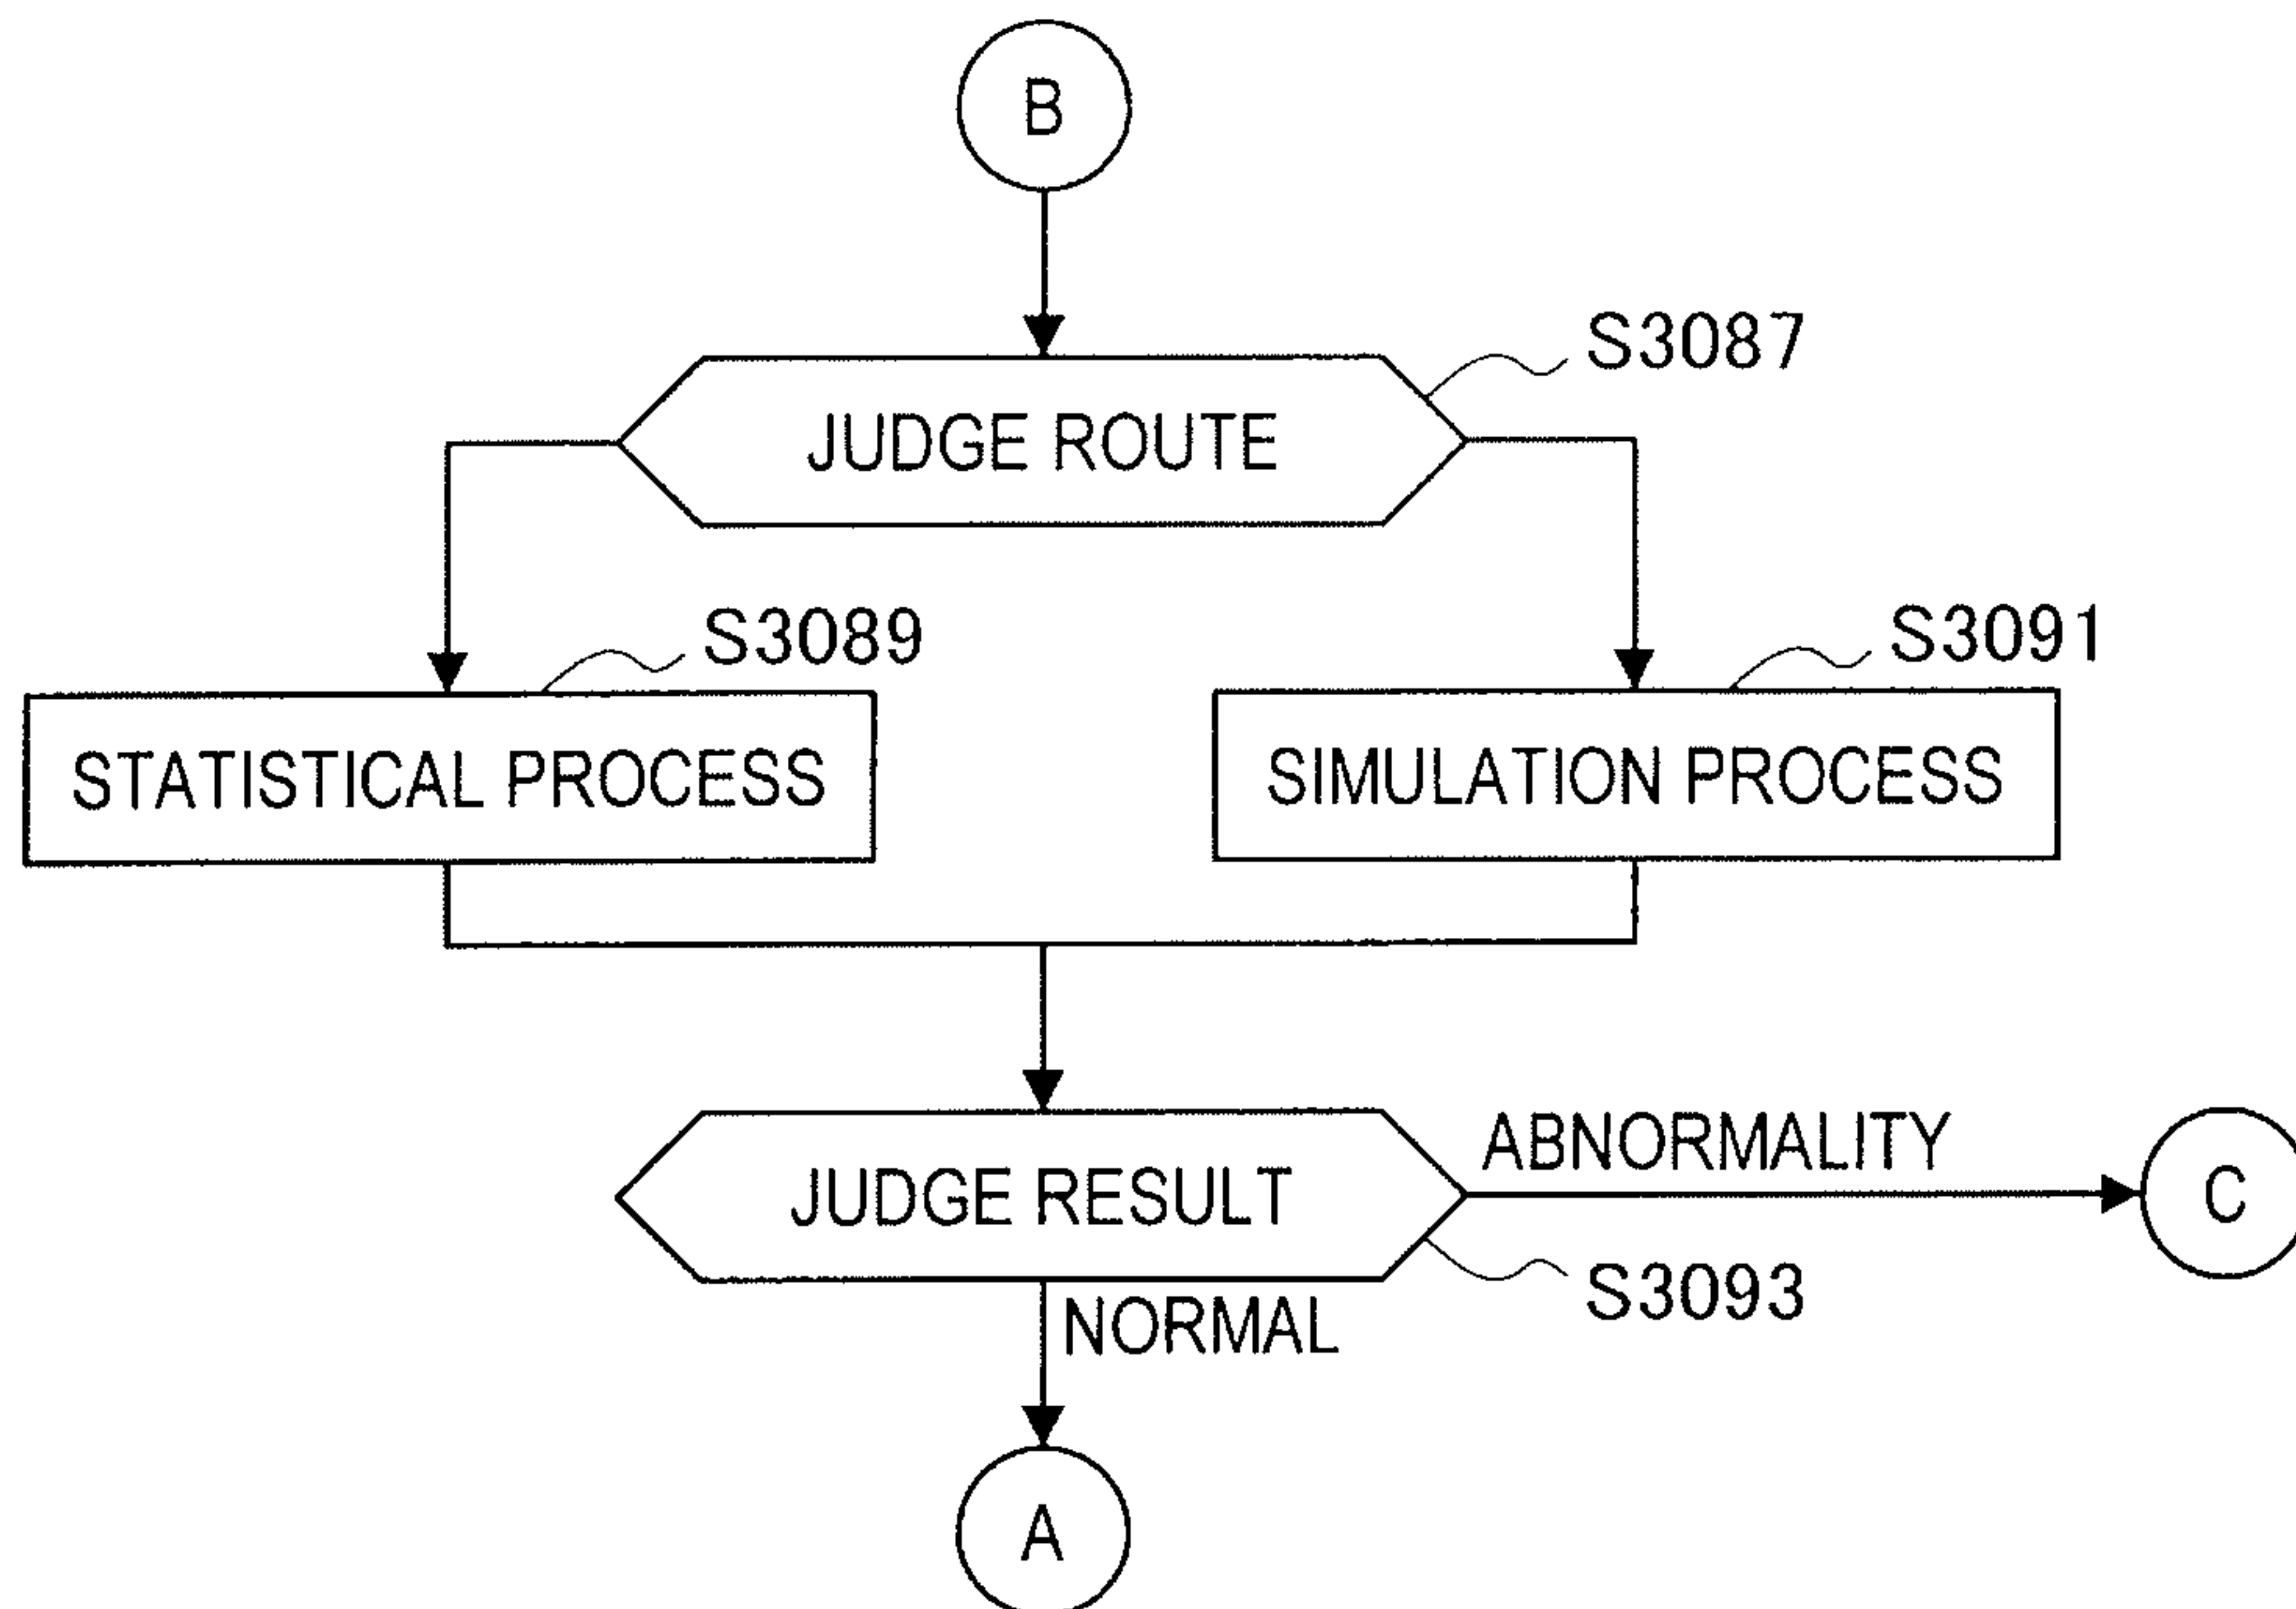 B
S3087
JUDGE ROUTE
S3089
S3091
STATISTICAL PROCESS
SIMULATION PROCESS
ABNORMALITY
JUDGE RESULT
C
S3093
NORMAL
A